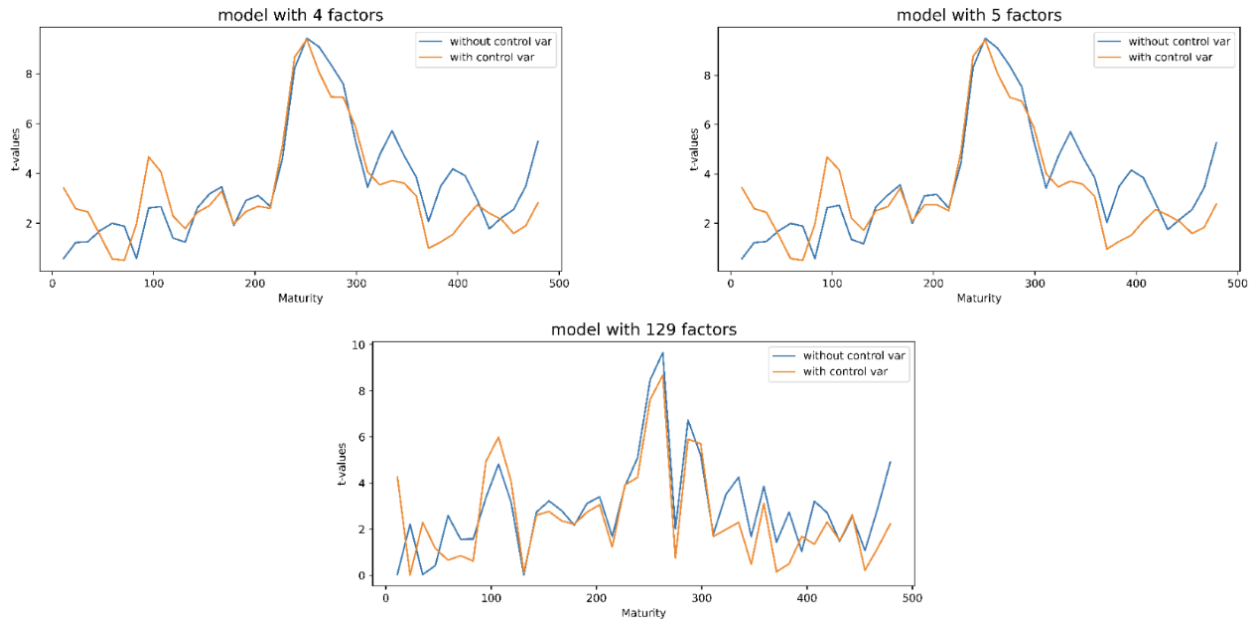 model with 4 factors
without control var
with control var
t-values
8
6
4
2
0
100
200
300
400
500
Maturity
model with 5 factors
without control var
with control var
t-values
8
6
4
2
0
100
200
300
400
500
Maturity
model with 129 factors
without control var
with control var
t-values
10
8
6
4
2
0
0
100
200
300
400
500
Maturity